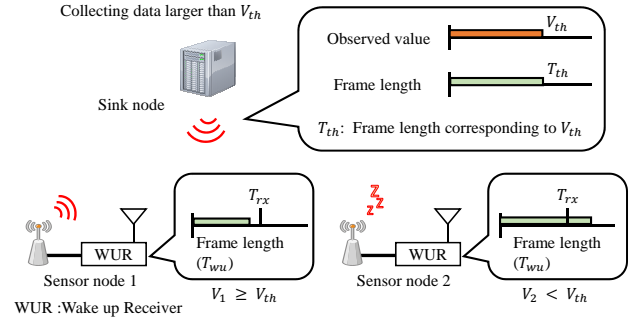 Collecting data larger than V_th
Observed value
V_th
Frame length
T_th
Sink node
T_th: Frame length corresponding to V_th
WUR
Sensor node 1
T_rx
Frame length
(T_wu)
V_1 ≥ V_th
z
z
z
WUR
Sensor node 2
T_rx
Frame length
(T_wu)
V_2 < V_th
WUR :Wake up Receiver